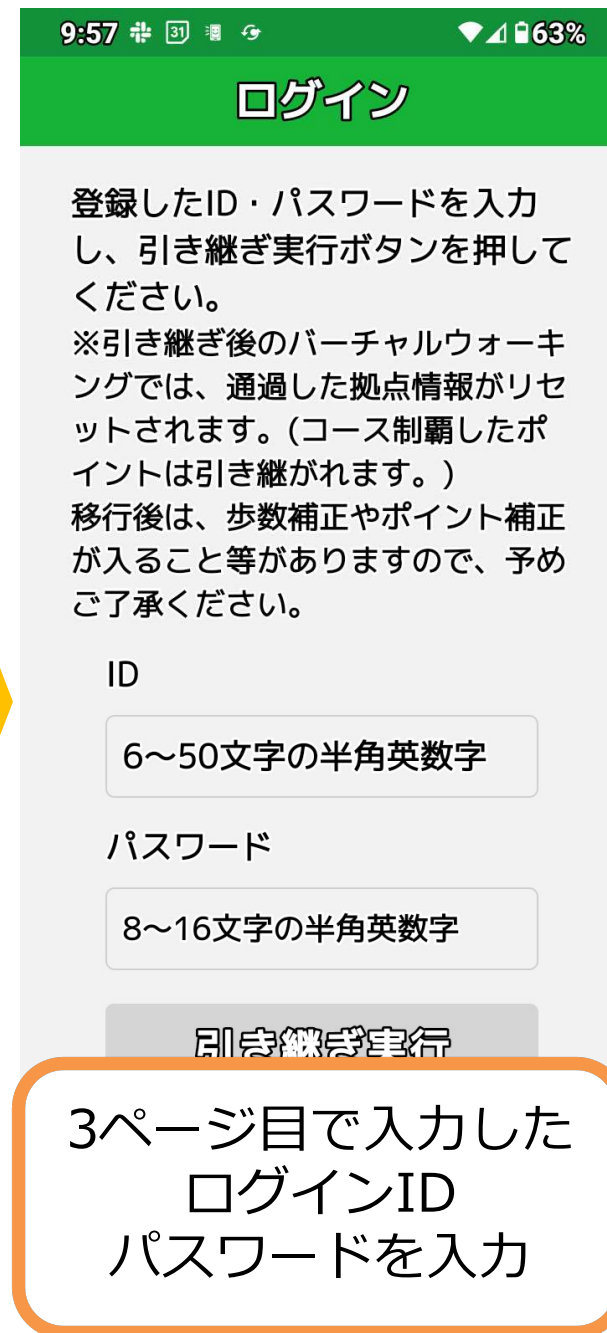 9:57 31 63%
ログイン
登録したID・パスワードを入力
し、引き継ぎ実行ボタンを押して
ください。
※引き継ぎ後のバーチャルウォーキ
ングでは、通過した拠点情報がリセ
ットされます。(コース制覇したポ
イントは引き継がれます。)
移行後は、歩数補正やポイント補正
が入ること等がありますので、予め
ご了承ください。
ID
6～50文字の半角英数字
パスワード
8～16文字の半角英数字
引き継ぎ実行
3ページ目で入力した
ログインID
パスワードを入力